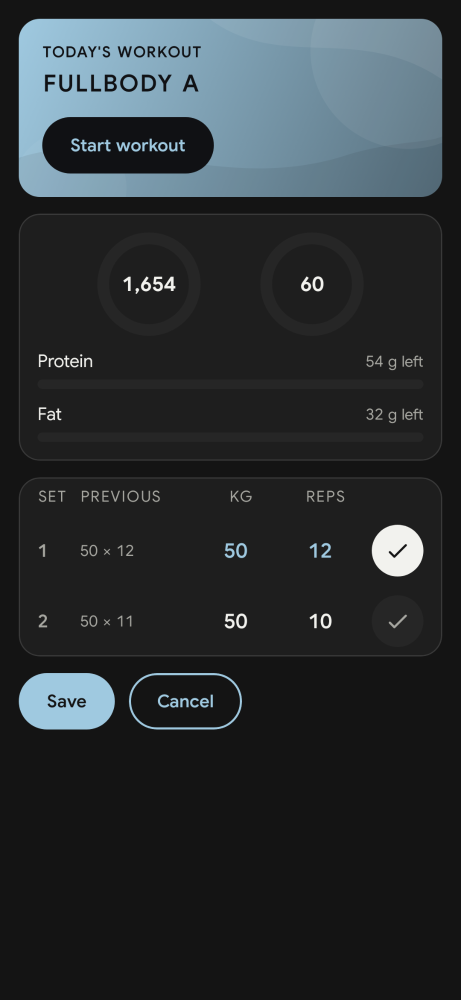 TODAY'S WORKOUT
FULLBODY A
Start workout
1,654
60
Protein 54 g left
Fat 32 g left
SET PREVIOUS KG REPS
1 50 × 12 50 12
2 50 × 11 50 10
Save Cancel